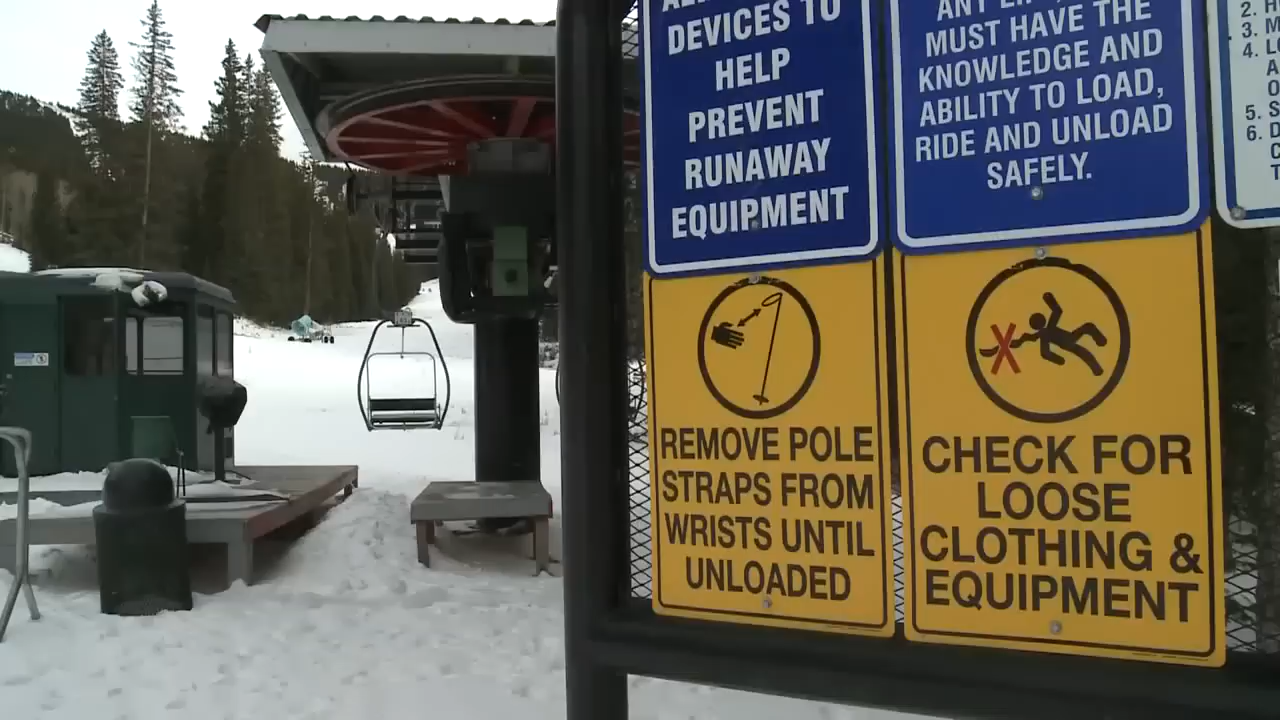 DEVICES TO
HELP
PREVENT
RUNAWAY
EQUIPMENT
MUST HAVE THE
KNOWLEDGE AND
ABILITY TO LOAD,
RIDE AND UNLOAD
SAFELY.
2.
3.
4.
5.
6.
REMOVE POLE
STRAPS FROM
WRISTS UNTIL
UNLOADED
CHECK FOR
LOOSE
CLOTHING &
EQUIPMENT